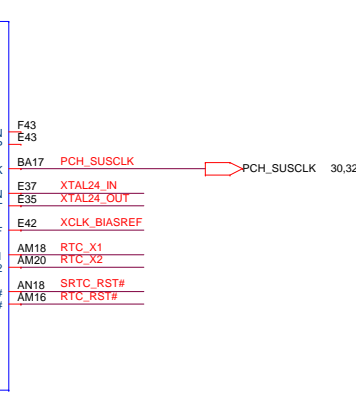 F43
E43
BA17 PCH_SUSCLK PCH_SUSCLK 30,32
E37 XTAL24_IN
E35 XTAL24_OUT
E42 XCLK_BIASREF
AM18 RTC_X1
AM20 RTC_X2
AN18 SRTC_RST#
AM16 RTC_RST#